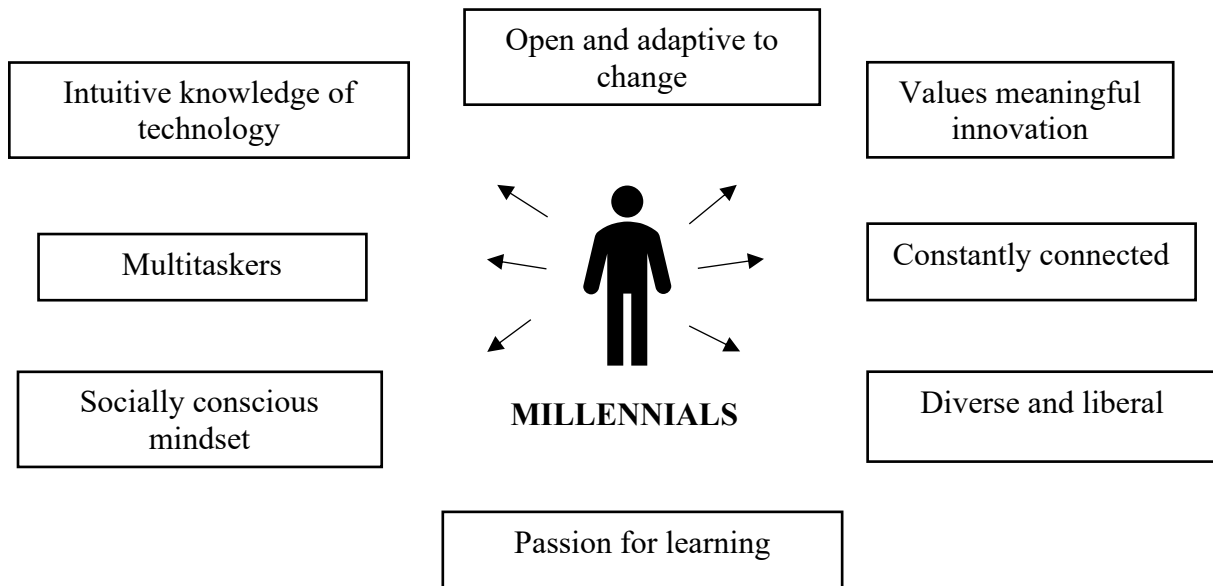 Open and adaptive to
change
Intuitive knowledge of
technology
Values meaningful
innovation
Multitaskers
Constantly connected
Socially conscious
mindset
MILLENNIALS
Diverse and liberal
Passion for learning